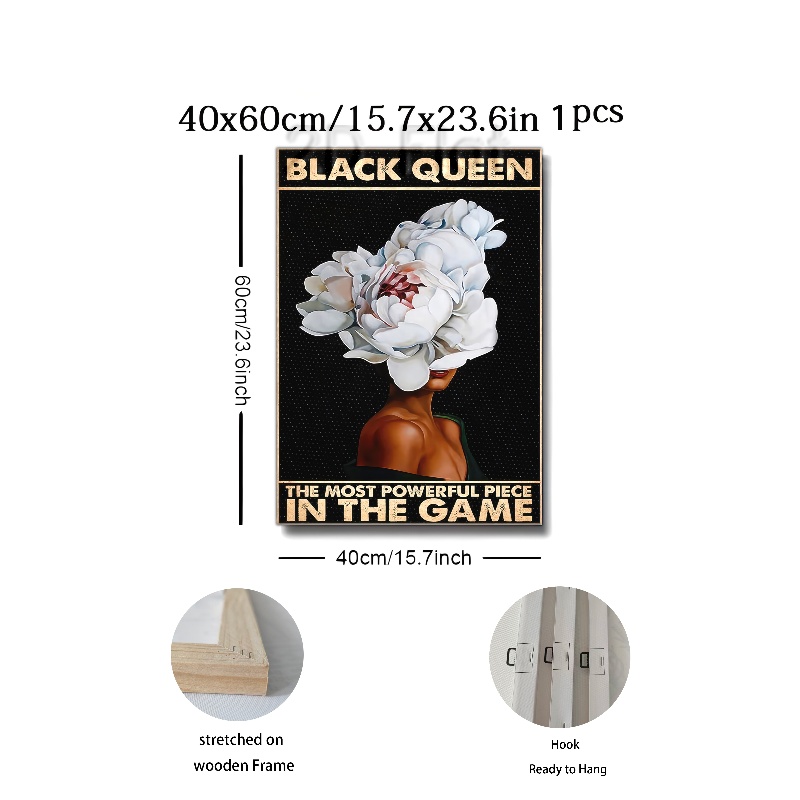 40x60cm/15.7x23.6in 1pcs
BLACK QUEEN
60cm/23.6inch
THE MOST POWERFUL PIECE
IN THE GAME
40cm/15.7inch
stretched on
wooden Frame
Hook
Ready to Hang